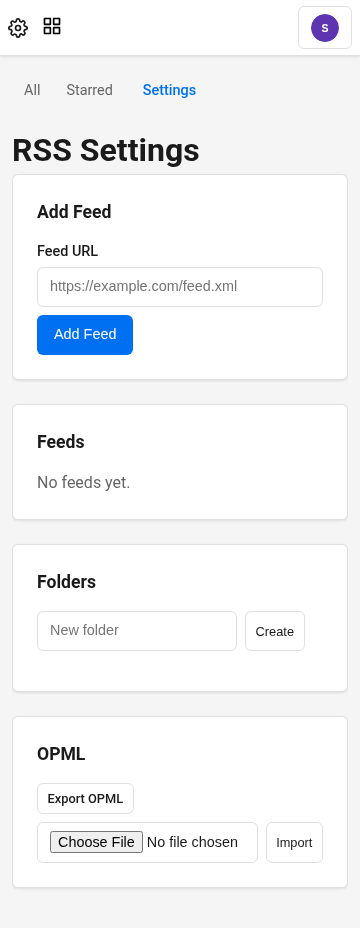 S
All Starred Settings
RSS Settings
Add Feed
Feed URL
https://example.com/feed.xml
Add Feed
Feeds
No feeds yet.
Folders
New folder Create
OPML
Export OPML
Choose File No file chosen Import